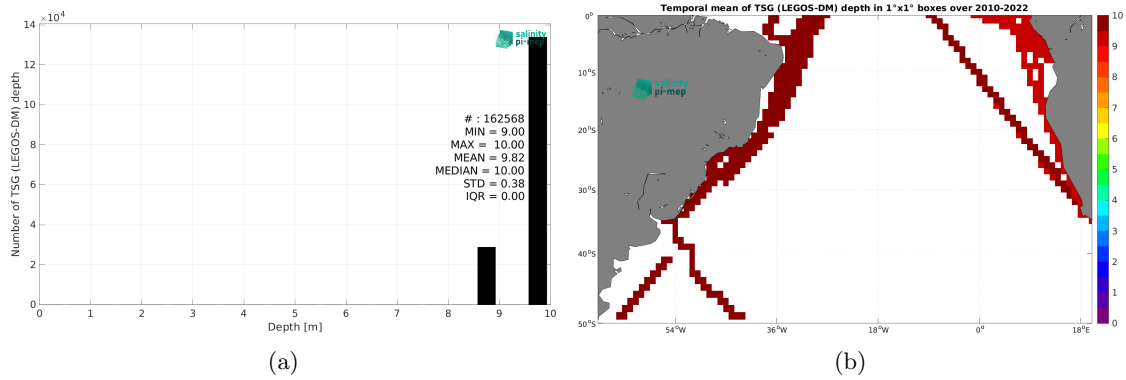 ×10⁴
14
12
10
8
6
4
2
0
Number of TSG (LEGOS-DM) depth
salinity
pi-mep
# : 162568
MIN = 9.00
MAX = 10.00
MEAN = 9.82
MEDIAN = 10.00
STD = 0.38
IQR = 0.00
0 1 2 3 4 5 6 7 8 9 10
Depth [m]
(a)
Temporal mean of TSG (LEGOS-DM) depth in 1°x1° boxes over 2010-2022
0°
10°S
20°S
30°S
40°S
50°S
salinity
pi-mep
54°W 36°W 18°W 0° 18°E
10
9
8
7
6
5
4
3
2
1
0
(b)